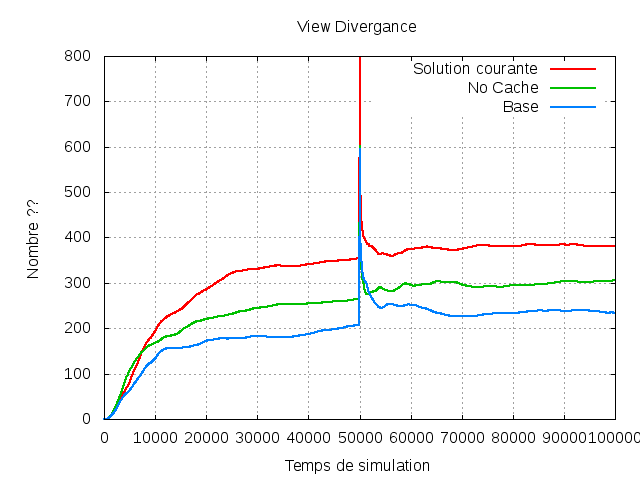 View Divergance
800
700
600
500
400
300
200
100
0
Nombre ??
Solution courante
No Cache
Base
0 10000 20000 30000 40000 50000 60000 70000 80000 90000 100000
Temps de simulation